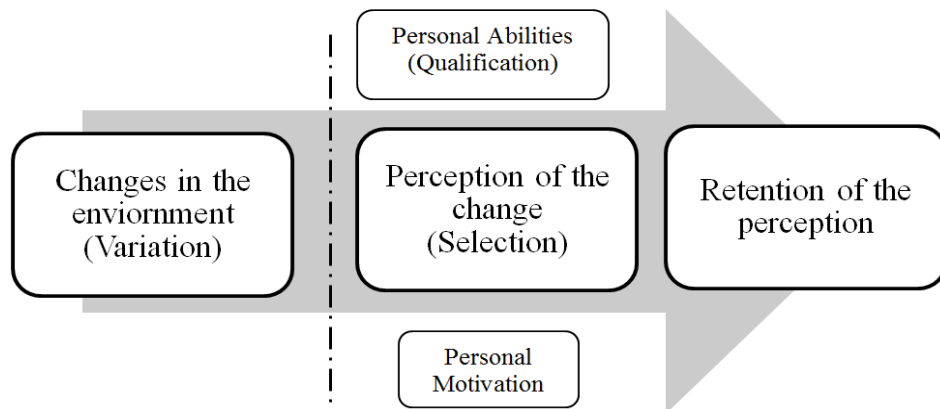 Personal Abilities
(Qualification)
Changes in the
enviornment
(Variation)
Perception of the
change
(Selection)
Retention of the
perception
Personal
Motivation